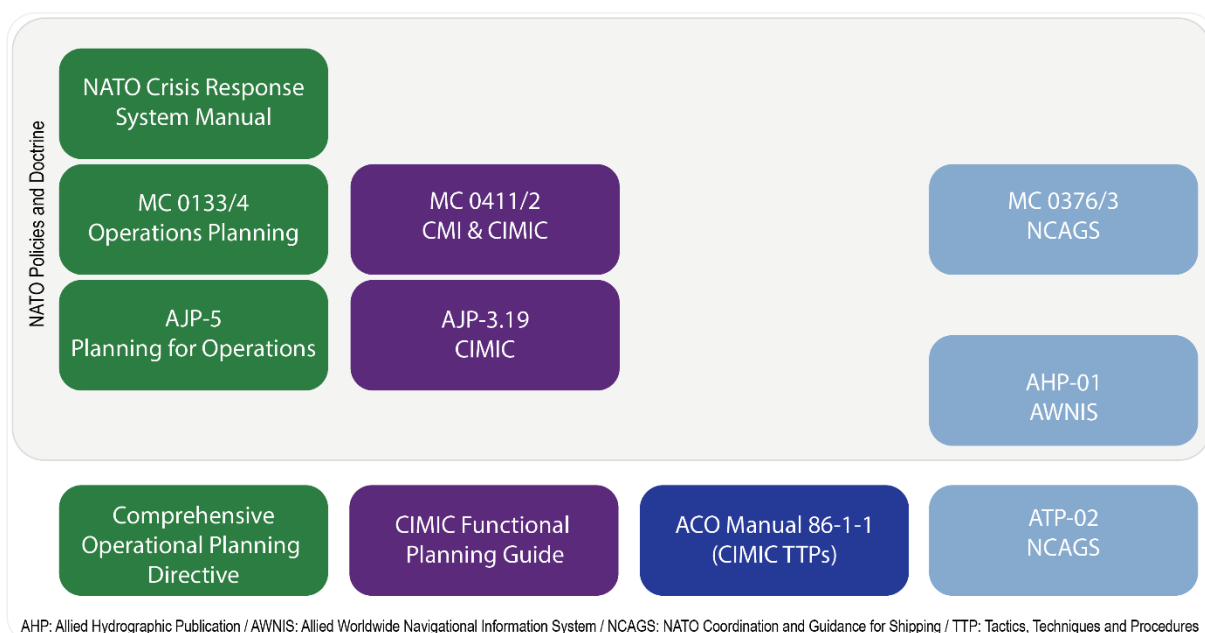 NATO Policies and Doctrine
NATO Crisis Response
System Manual
MC 0133/4
Operations Planning
MC 0411/2
CMI & CIMIC
MC 0376/3
NCAGS
AJP-5
Planning for Operations
AJP-3.19
CIMIC
AHP-01
AWNIS
Comprehensive
Operational Planning
Directive
CIMIC Functional
Planning Guide
ACO Manual 86-1-1
(CIMIC TTPs)
ATP-02
NCAGS
AHP: Allied Hydrographic Publication / AWNIS: Allied Worldwide Navigational Information System / NCAGS: NATO Coordination and Guidance for Shipping / TTP: Tactics, Techniques and Procedures